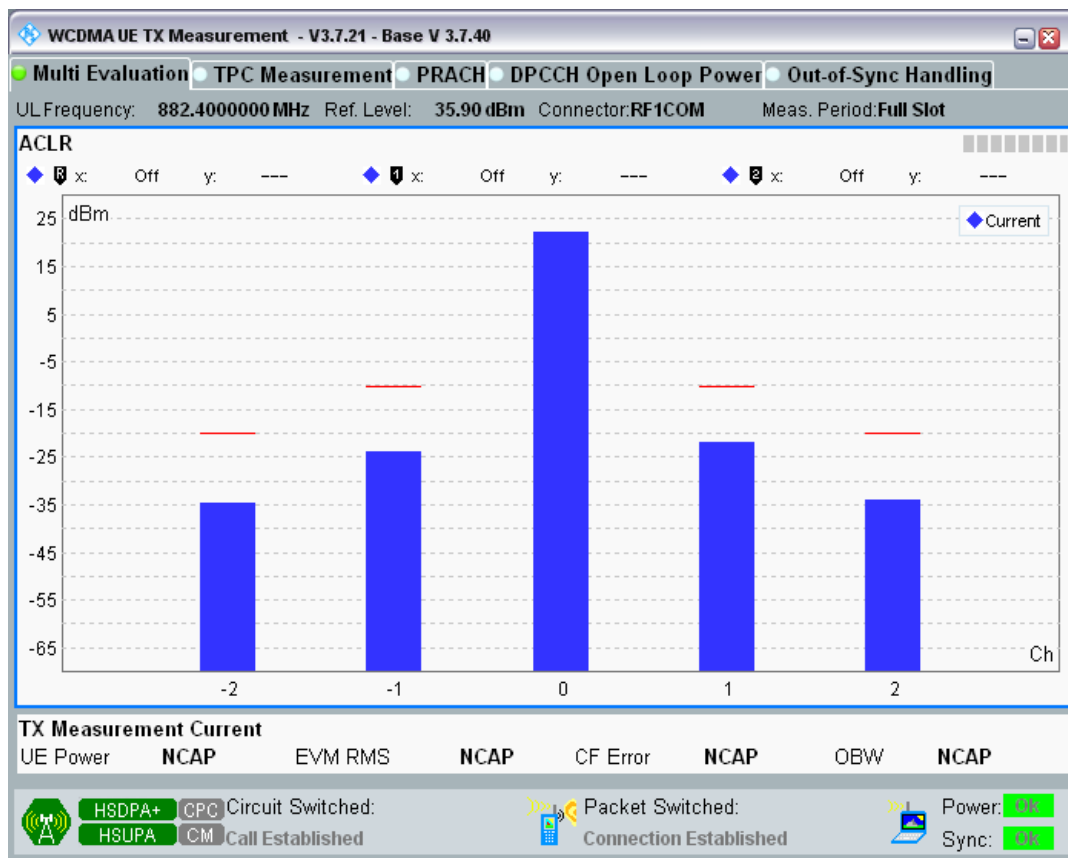 WCDMA UE TX Measurement - V3.7.21 - Base V 3.7.40
Multi Evaluation TPC Measurement PRACH DPCCH Open Loop Power Out-of-Sync Handling
UL Frequency: 882.4000000 MHz Ref. Level: 35.90 dBm Connector:RF1COM Meas. Period:Full Slot
ACLR
R x: Off y: --- 1 x: Off y: --- 2 x: Off y: ---
dBm
Current
25
15
5
-5
-15
-25
-35
-45
-55
-65
Ch
-2 -1 0 1 2
TX Measurement Current
UE Power NCAP EVM RMS NCAP CF Error NCAP OBW NCAP
HSDPA+ CPC Circuit Switched: Packet Switched: Power: OK
HSUPA CM Call Established Connection Established Sync: OK